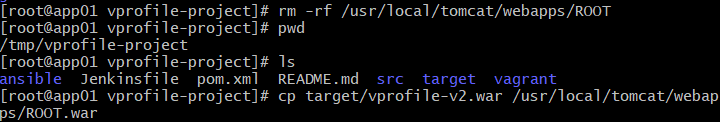 [root@app01 vprofile-project]# rm -rf /usr/local/tomcat/webapps/ROOT
[root@app01 vprofile-project]# pwd
/tmp/vprofile-project
[root@app01 vprofile-project]# ls
ansible  Jenkinsfile  pom.xml  README.md  src  target  vagrant
[root@app01 vprofile-project]# cp target/vprofile-v2.war /usr/local/tomcat/webap
ps/ROOT.war